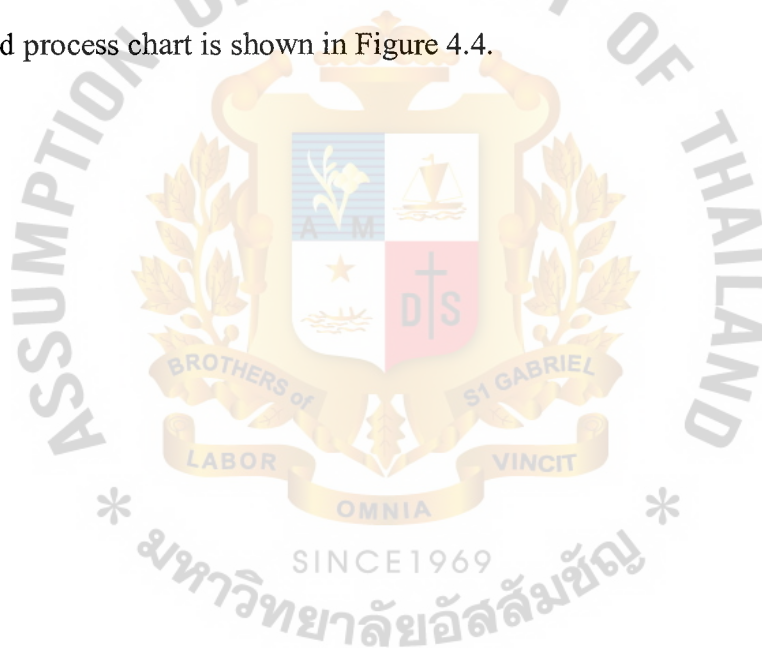 d process chart is shown in Figure 4.4.
ASSUMPTION
OF
THAILAND
A M
D S
BROTHERS of
S1 GABRIEL
LABOR
VINCIT
OMNIA
* *
SINCE1969
มหาวิทยาลัยอัสสัมชัญ